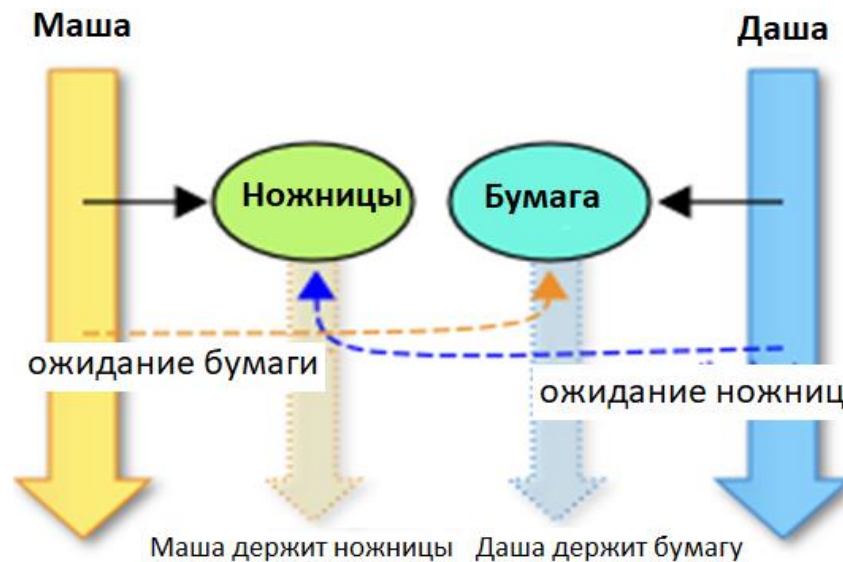 Маша
Даша
Ножницы
Бумага
ожидание бумаги
ожидание ножниц
Маша держит ножницы
Даша держит бумагу